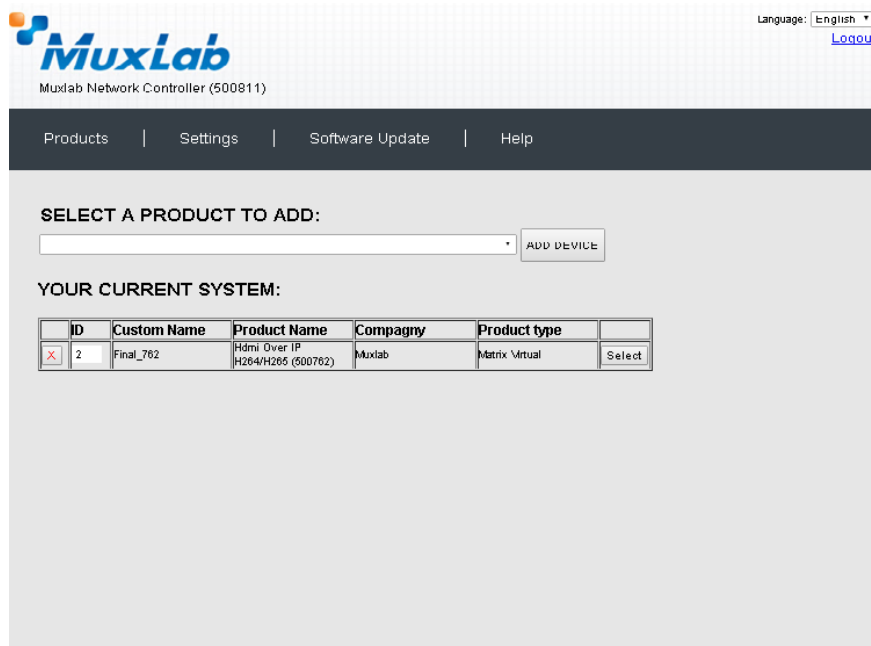 Language: English
Logou
MuxLab
Muxlab Network Controller (500811)
Products | Settings | Software Update | Help
SELECT A PRODUCT TO ADD:
ADD DEVICE
YOUR CURRENT SYSTEM:
ID Custom Name Product Name Compagny Product type
X 2 Final_762 Hdmi Over IP H264/H265 (500762) Muxlab Matrix Virtual Select